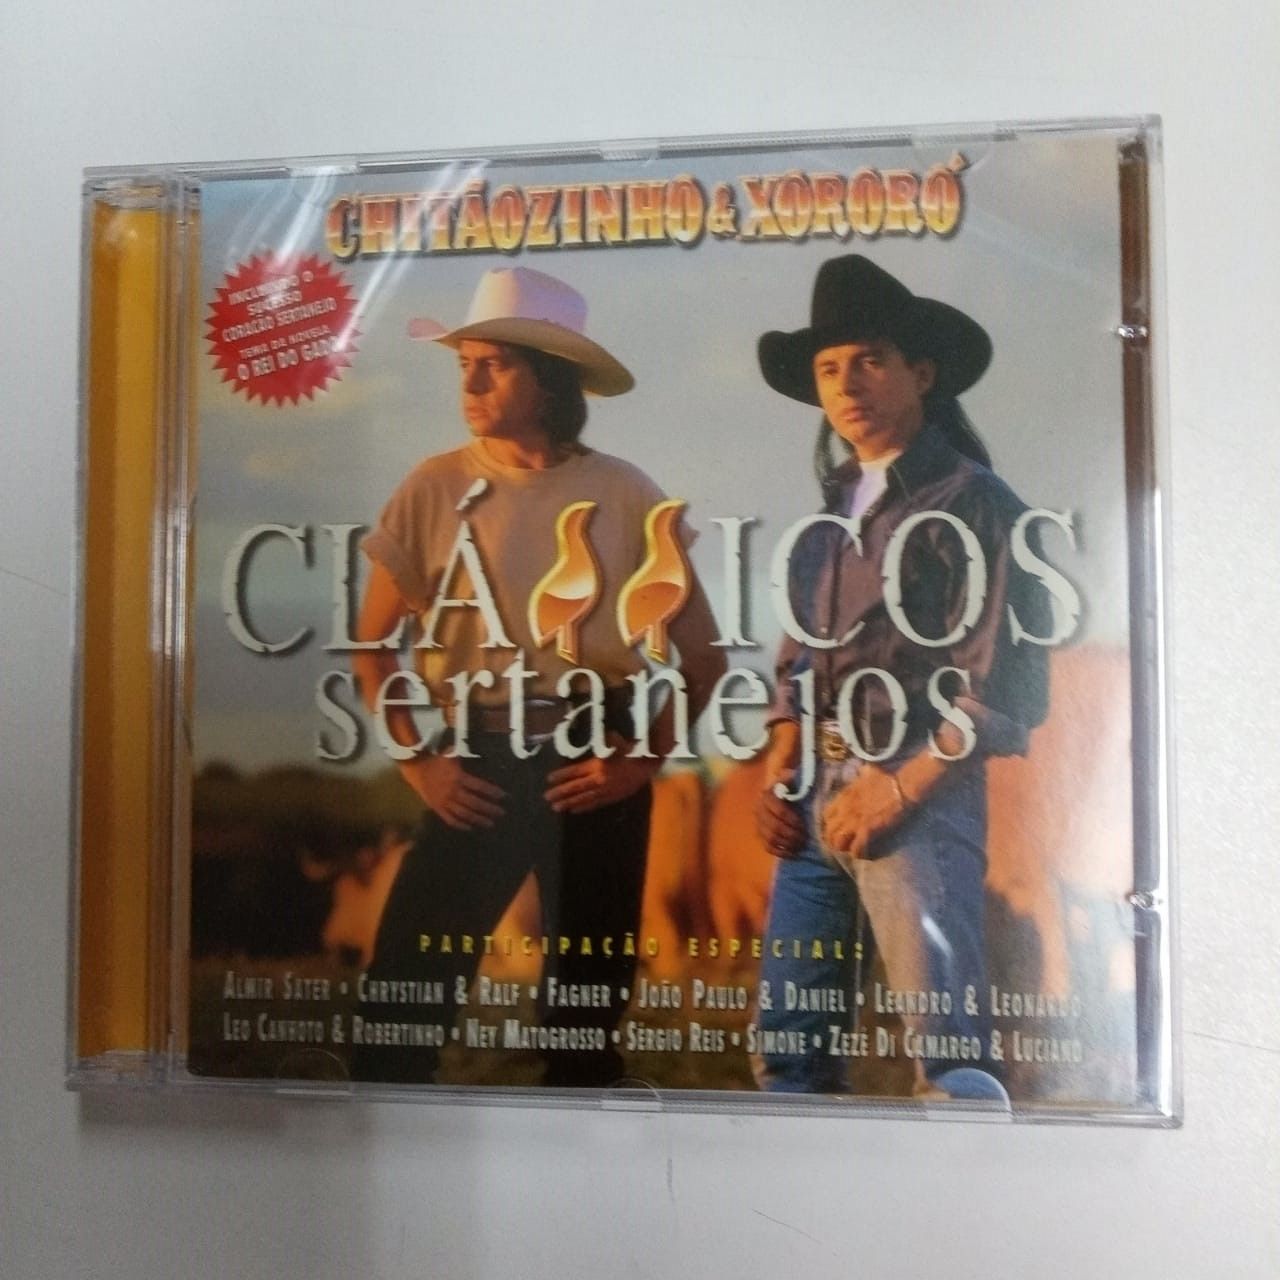 CHITÃOZINHO & XORORÓ
INCLUINDO O
SUCESSO
CORAÇÃO SERTANEJO
TEMA DA NOVELA
O REI DO GADO
CLÁSSICOS
sertanejos
PARTICIPAÇÃO ESPECIAL:
ALMIR SATER • CHRYSTIAN & RALF • FAGNER • JOÃO PAULO & DANIEL • LEANDRO & LEONARDO
LEO CANHOTO & ROBERTINHO • NEY MATOGROSSO • SÉRGIO REIS • SIMONE • ZEZÉ DI CAMARGO & LUCIANO